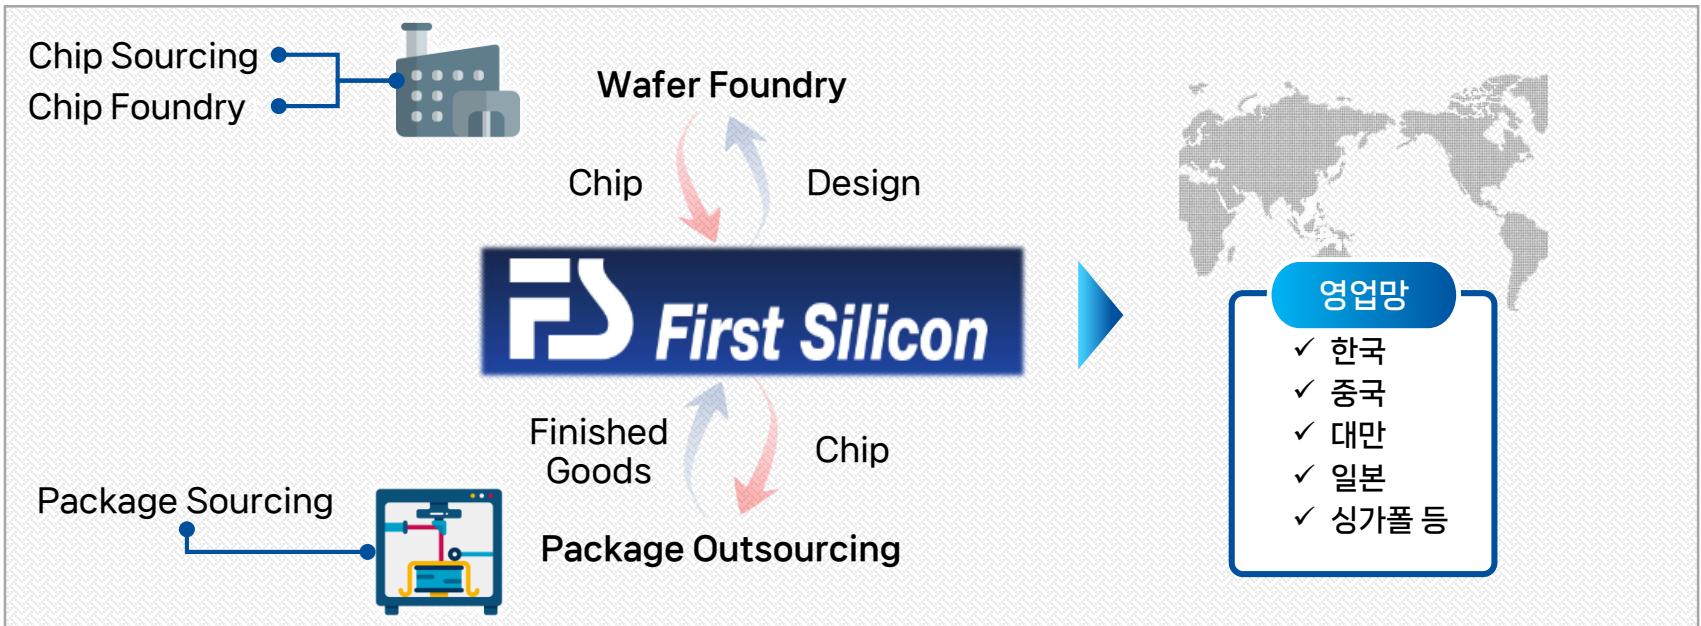 Chip Sourcing
Chip Foundry
Wafer Foundry
Chip
Design
FS First Silicon
Finished
Goods
Chip
Package Sourcing
Package Outsourcing
영업망
✓ 한국
✓ 중국
✓ 대만
✓ 일본
✓ 싱가폴 등